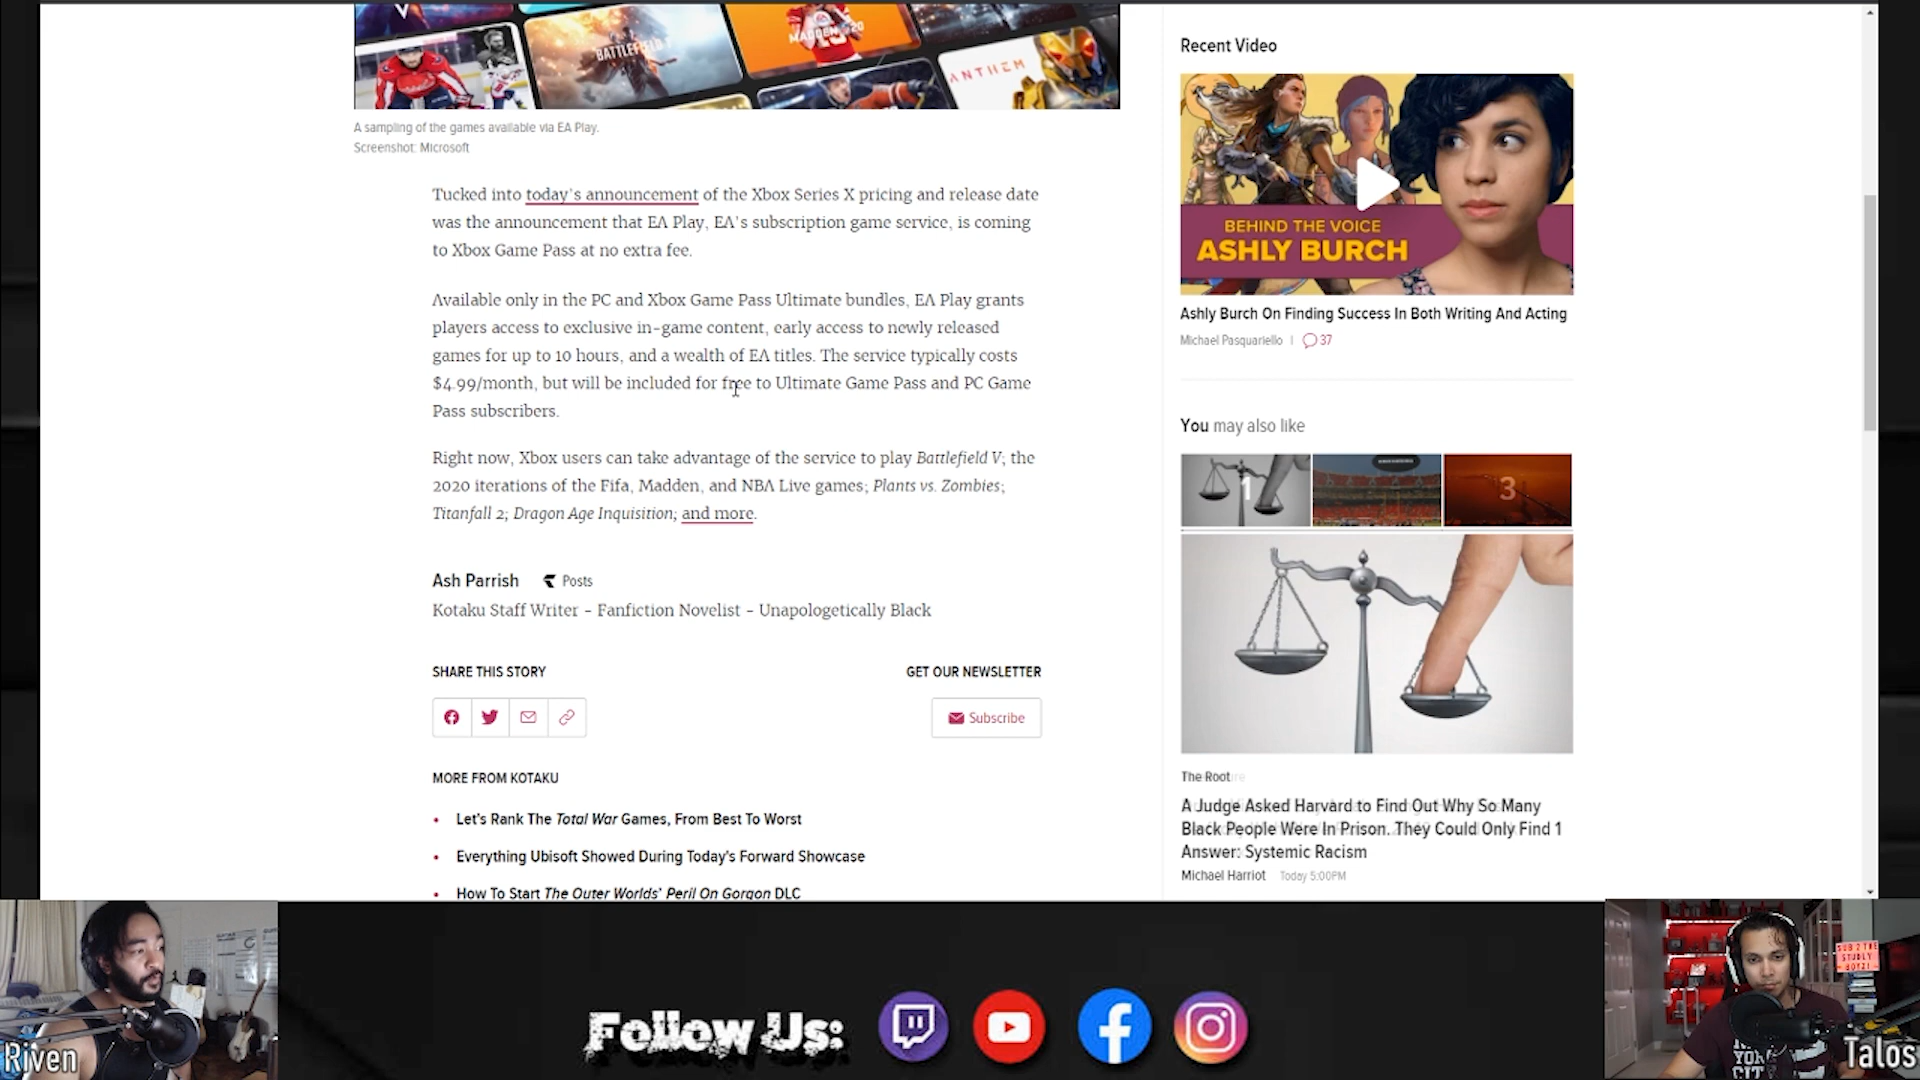 BATTLEFIELD
MADDEN 20
ANTHEM
A sampling of the games available via EA Play.
Screenshot: Microsoft
Tucked into today's announcement of the Xbox Series X pricing and release date
was the announcement that EA Play, EA's subscription game service, is coming
to Xbox Game Pass at no extra fee.
Available only in the PC and Xbox Game Pass Ultimate bundles, EA Play grants
players access to exclusive in-game content, early access to newly released
games for up to 10 hours, and a wealth of EA titles. The service typically costs
$4.99/month, but will be included for free to Ultimate Game Pass and PC Game
Pass subscribers.
Right now, Xbox users can take advantage of the service to play Battlefield V; the
2020 iterations of the Fifa, Madden, and NBA Live games; Plants vs. Zombies;
Titanfall 2; Dragon Age Inquisition; and more.
Ash Parrish Posts
Kotaku Staff Writer - Fanfiction Novelist - Unapologetically Black
SHARE THIS STORY
GET OUR NEWSLETTER
Subscribe
MORE FROM KOTAKU
• Let's Rank The Total War Games, From Best To Worst
• Everything Ubisoft Showed During Today's Forward Showcase
• How To Start The Outer Worlds' Peril On Gorgon DLC
Recent Video
BEHIND THE VOICE
ASHLY BURCH
Ashly Burch On Finding Success In Both Writing And Acting
Michael Pasquariello | 37
You may also like
1
3
The Root
A Judge Asked Harvard to Find Out Why So Many
Black People Were In Prison. They Could Only Find 1
Answer: Systemic Racism
Michael Harriot Today 5:00PM
Riven
Follow Us:
SUB 2 THE
STUDLY
BOYZ!
YORK
CITY
Talos